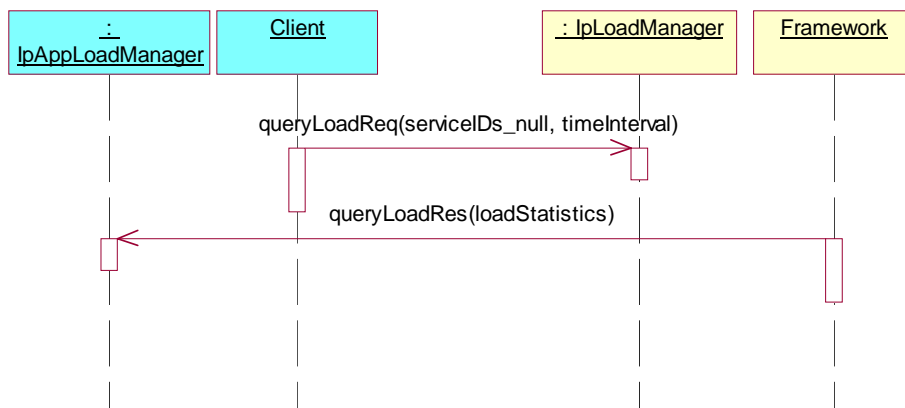 :
IpAppLoadManager
Client
: IpLoadManager
Framework
queryLoadReq(serviceIDs_null, timeInterval)
queryLoadRes(loadStatistics)